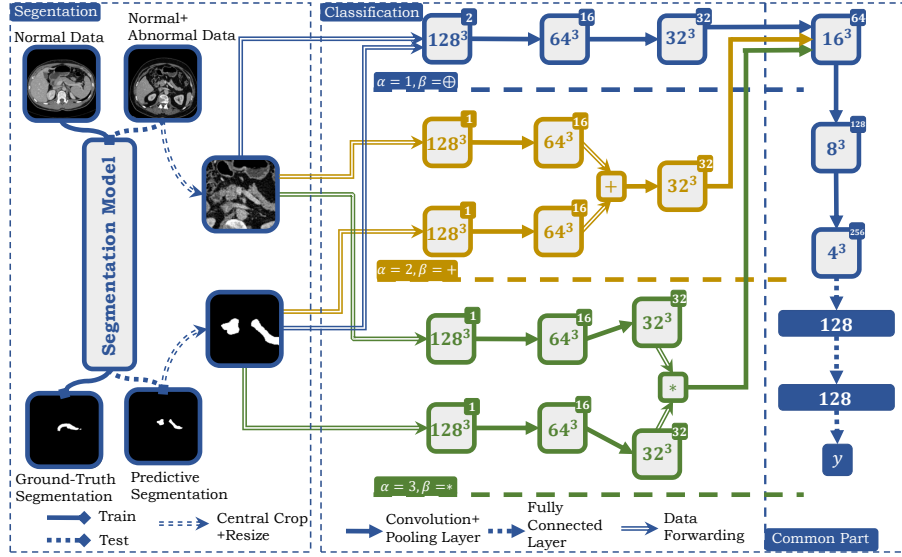 Segentation
Normal Data
Normal+
Abnormal Data
Segmentation Model
Ground-Truth
Segmentation
Predictive
Segmentation
Train
Test
Central Crop
+Resize
Classification
128³ 2
64³ 16
32³ 32
16³ 64
α = 1, β = ⊕
128³ 1
64³ 16
128³ 1
64³ 16
+
32³ 32
α = 2, β = +
128³ 1
64³ 16
32³ 32
128³ 1
64³ 16
32³ 32
*
α = 3, β = *
8³ 128
4³ 256
128
128
y
Convolution+
Pooling Layer
Fully
Connected
Layer
Data
Forwarding
Common Part